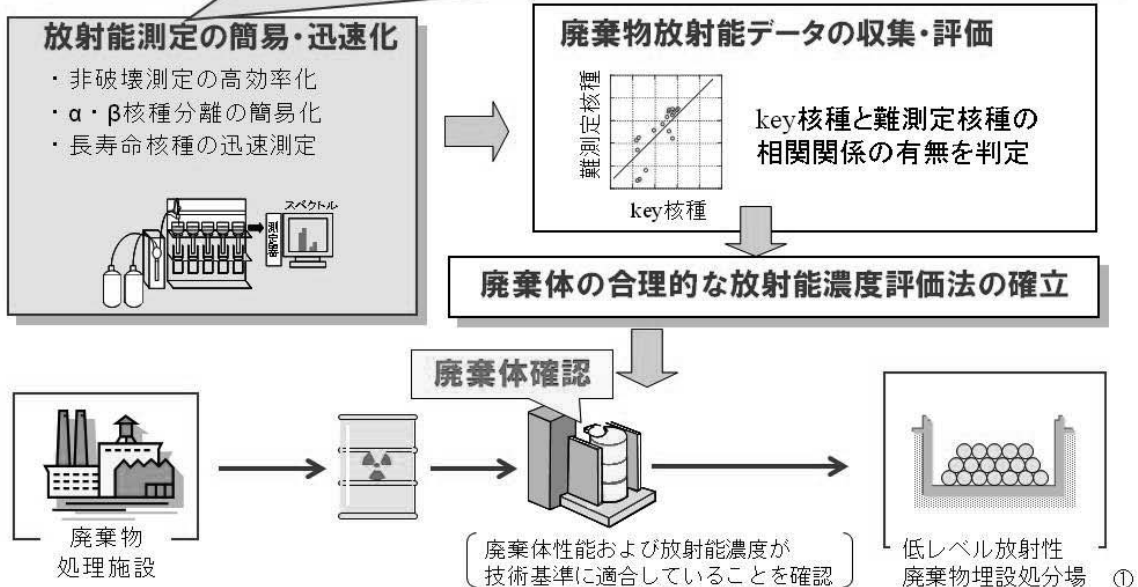 放射能測定の簡易・迅速化
・非破壊測定の高効率化
・α・β核種分離の簡易化
・長寿命核種の迅速測定
スペクトル
測定器
廃棄物放射能データの収集・評価
難測定核種
key核種
key核種と難測定核種の
相関関係の有無を判定
廃棄体の合理的な放射能濃度評価法の確立
廃棄体確認
廃棄物
処理施設
廃棄体性能および放射能濃度が
技術基準に適合していることを確認
低レベル放射性
廃棄物埋設処分場
①